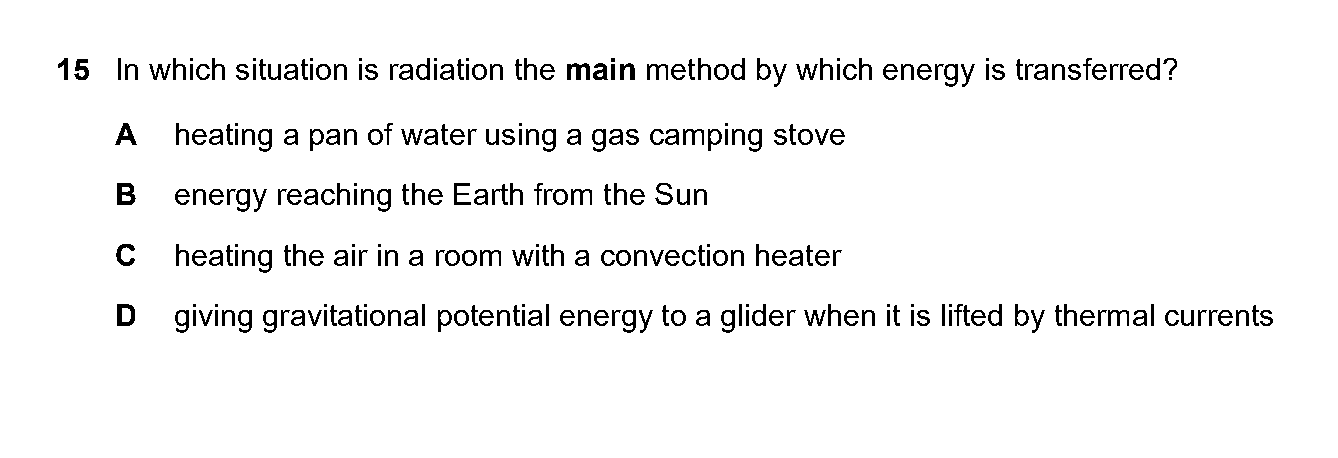 15 In which situation is radiation the main method by which energy is transferred?
A heating a pan of water using a gas camping stove
B energy reaching the Earth from the Sun
C heating the air in a room with a convection heater
D giving gravitational potential energy to a glider when it is lifted by thermal currents